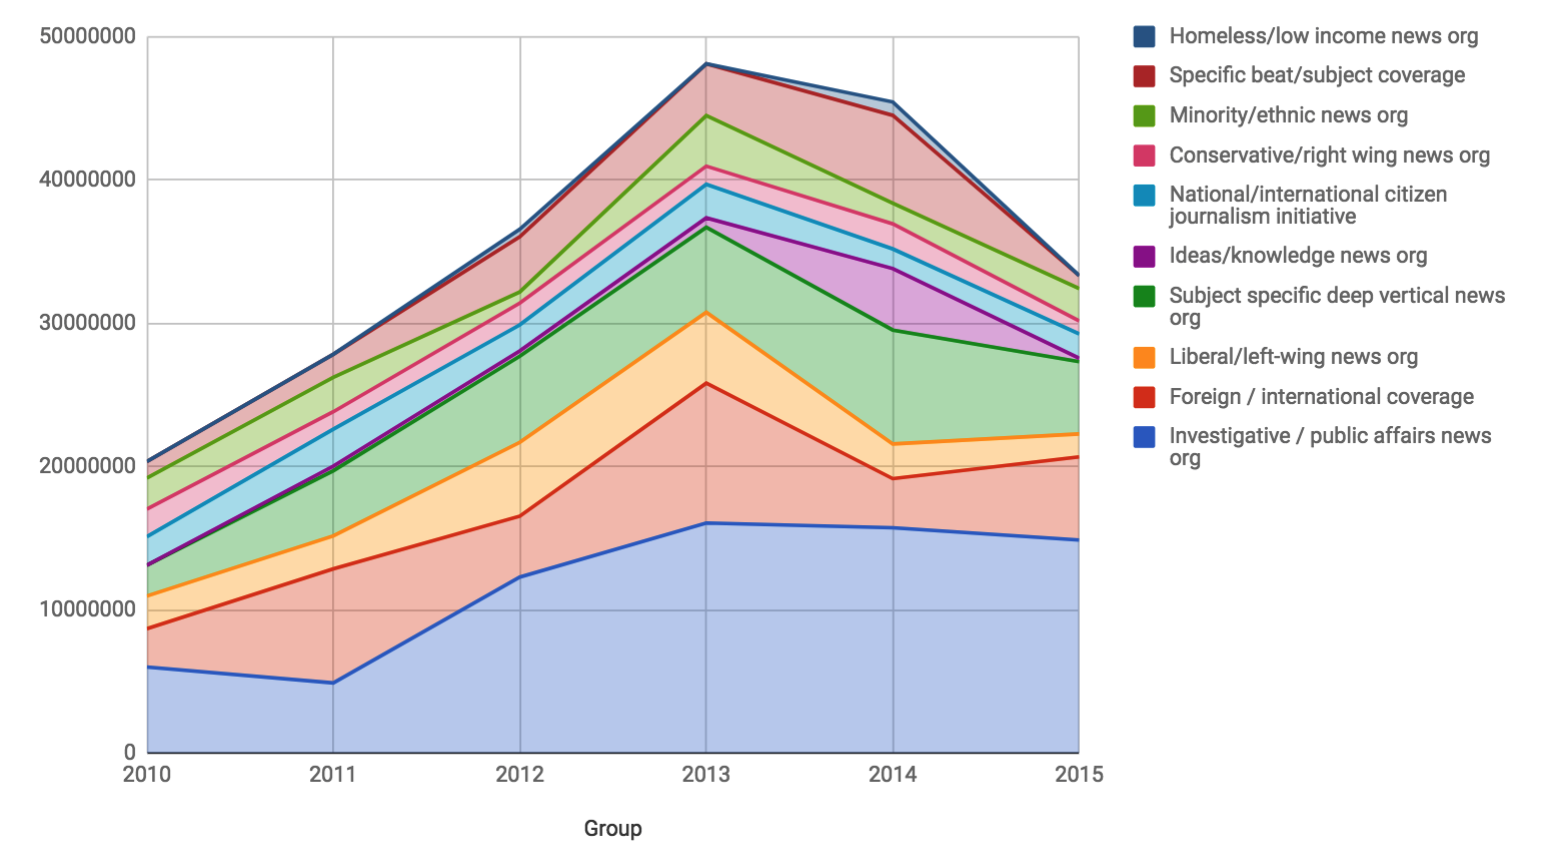 50000000
40000000
30000000
20000000
10000000
0
2010
2011
2012
2013
2014
2015
Group
Homeless/low income news org
Specific beat/subject coverage
Minority/ethnic news org
Conservative/right wing news org
National/international citizen
journalism initiative
Ideas/knowledge news org
Subject specific deep vertical news
org
Liberal/left-wing news org
Foreign / international coverage
Investigative / public affairs news
org